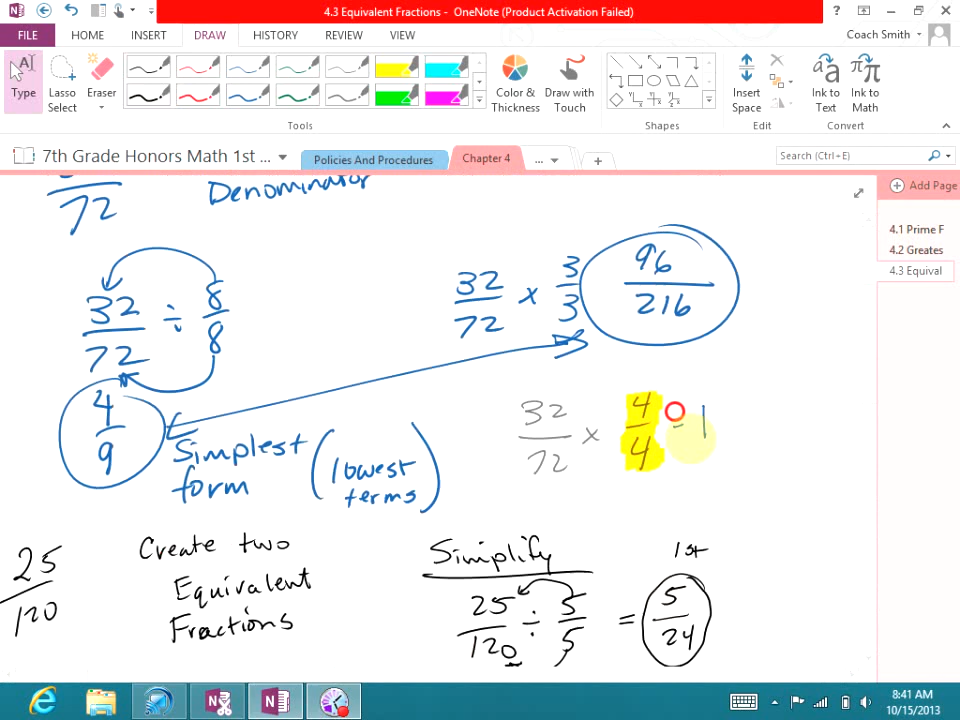 4.3 Equivalent Fractions - OneNote (Product Activation Failed)
FILE HOME INSERT DRAW HISTORY REVIEW VIEW Coach Smith
Type Lasso Select Eraser Color & Thickness Draw with Touch Insert Space Ink to Text Ink to Math
Tools Shapes Edit Convert
7th Grade Honors Math 1st ... Policies And Procedures Chapter 4 ... + Search (Ctrl+E)
Add Page
4.1 Prime F
4.2 Greates
4.3 Equival
72 Denominator
32/72 ÷ 8/8
32/72 × 3/3 96/216
4/9
Simplest form (lowest terms)
32/72 × 4/4 = 1
25/120
Create two
Equivalent
Fractions
Simplify
1st
25/120 ÷ 5/5 = 5/24
8:41 AM
10/15/2013